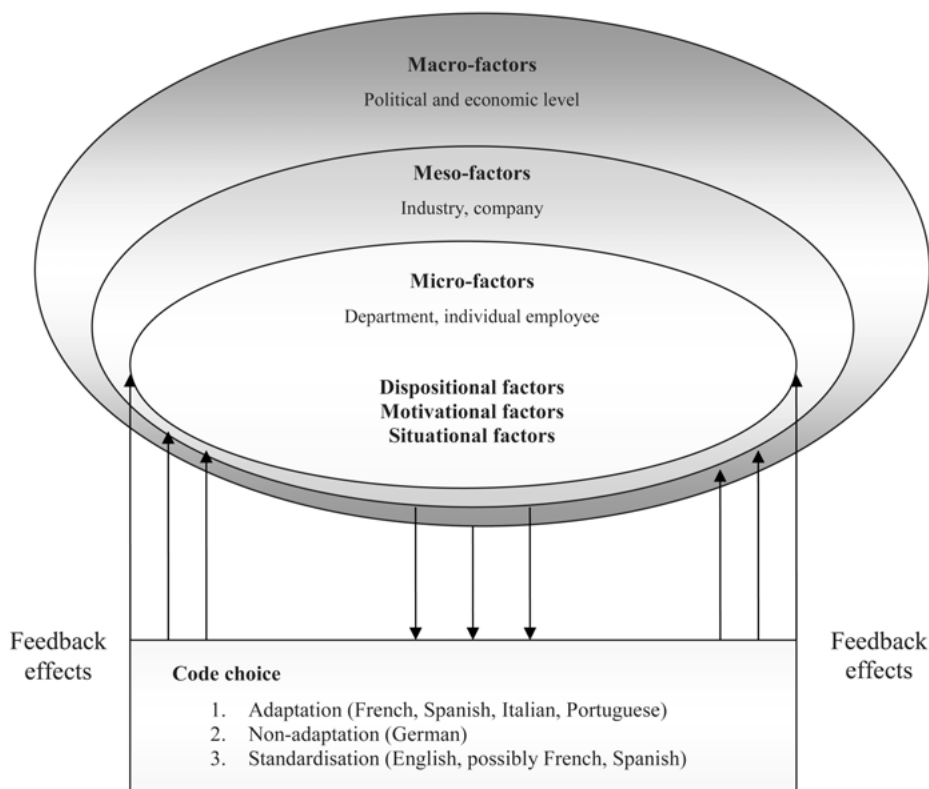 Macro-factors
Political and economic level
Meso-factors
Industry, company
Micro-factors
Department, individual employee
Dispositional factors
Motivational factors
Situational factors
Feedback
effects
Feedback
effects
Code choice
1. Adaptation (French, Spanish, Italian, Portuguese)
2. Non-adaptation (German)
3. Standardisation (English, possibly French, Spanish)